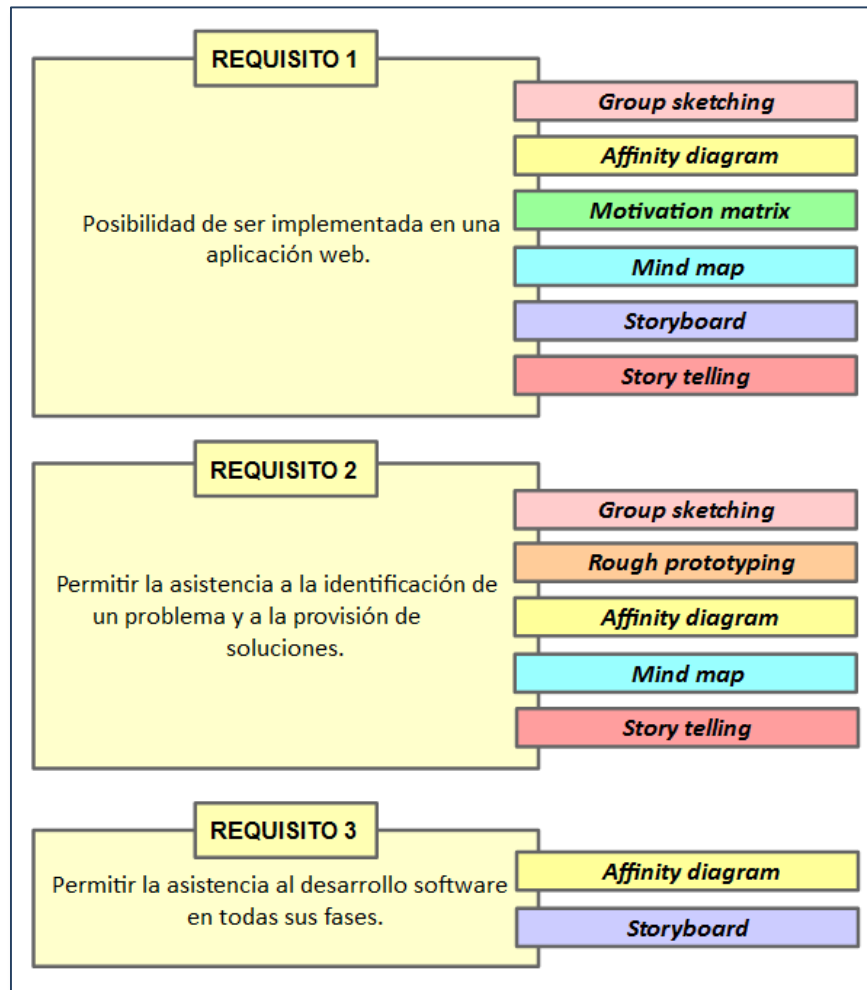 REQUISITO 1
Posibilidad de ser implementada en una
aplicación web.
Group sketching
Affinity diagram
Motivation matrix
Mind map
Storyboard
Story telling
REQUISITO 2
Permitir la asistencia a la identificación de
un problema y a la provisión de
soluciones.
Group sketching
Rough prototyping
Affinity diagram
Mind map
Story telling
REQUISITO 3
Permitir la asistencia al desarrollo software
en todas sus fases.
Affinity diagram
Storyboard